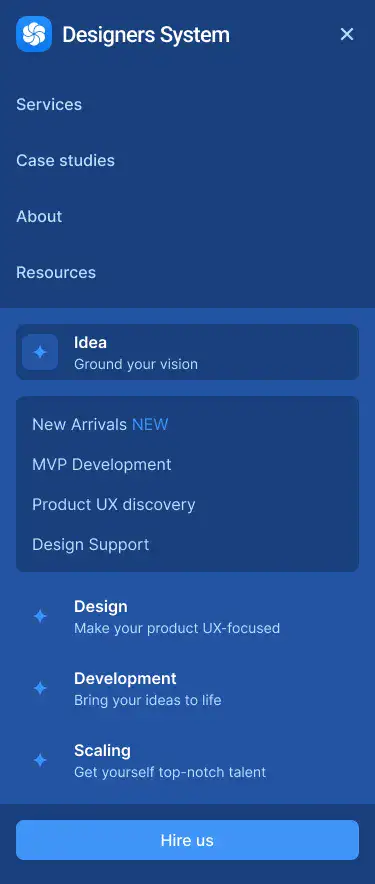 Designers System
Services
Case studies
About
Resources
Idea
Ground your vision
New Arrivals NEW
MVP Development
Product UX discovery
Design Support
Design
Make your product UX-focused
Development
Bring your ideas to life
Scaling
Get yourself top-notch talent
Hire us